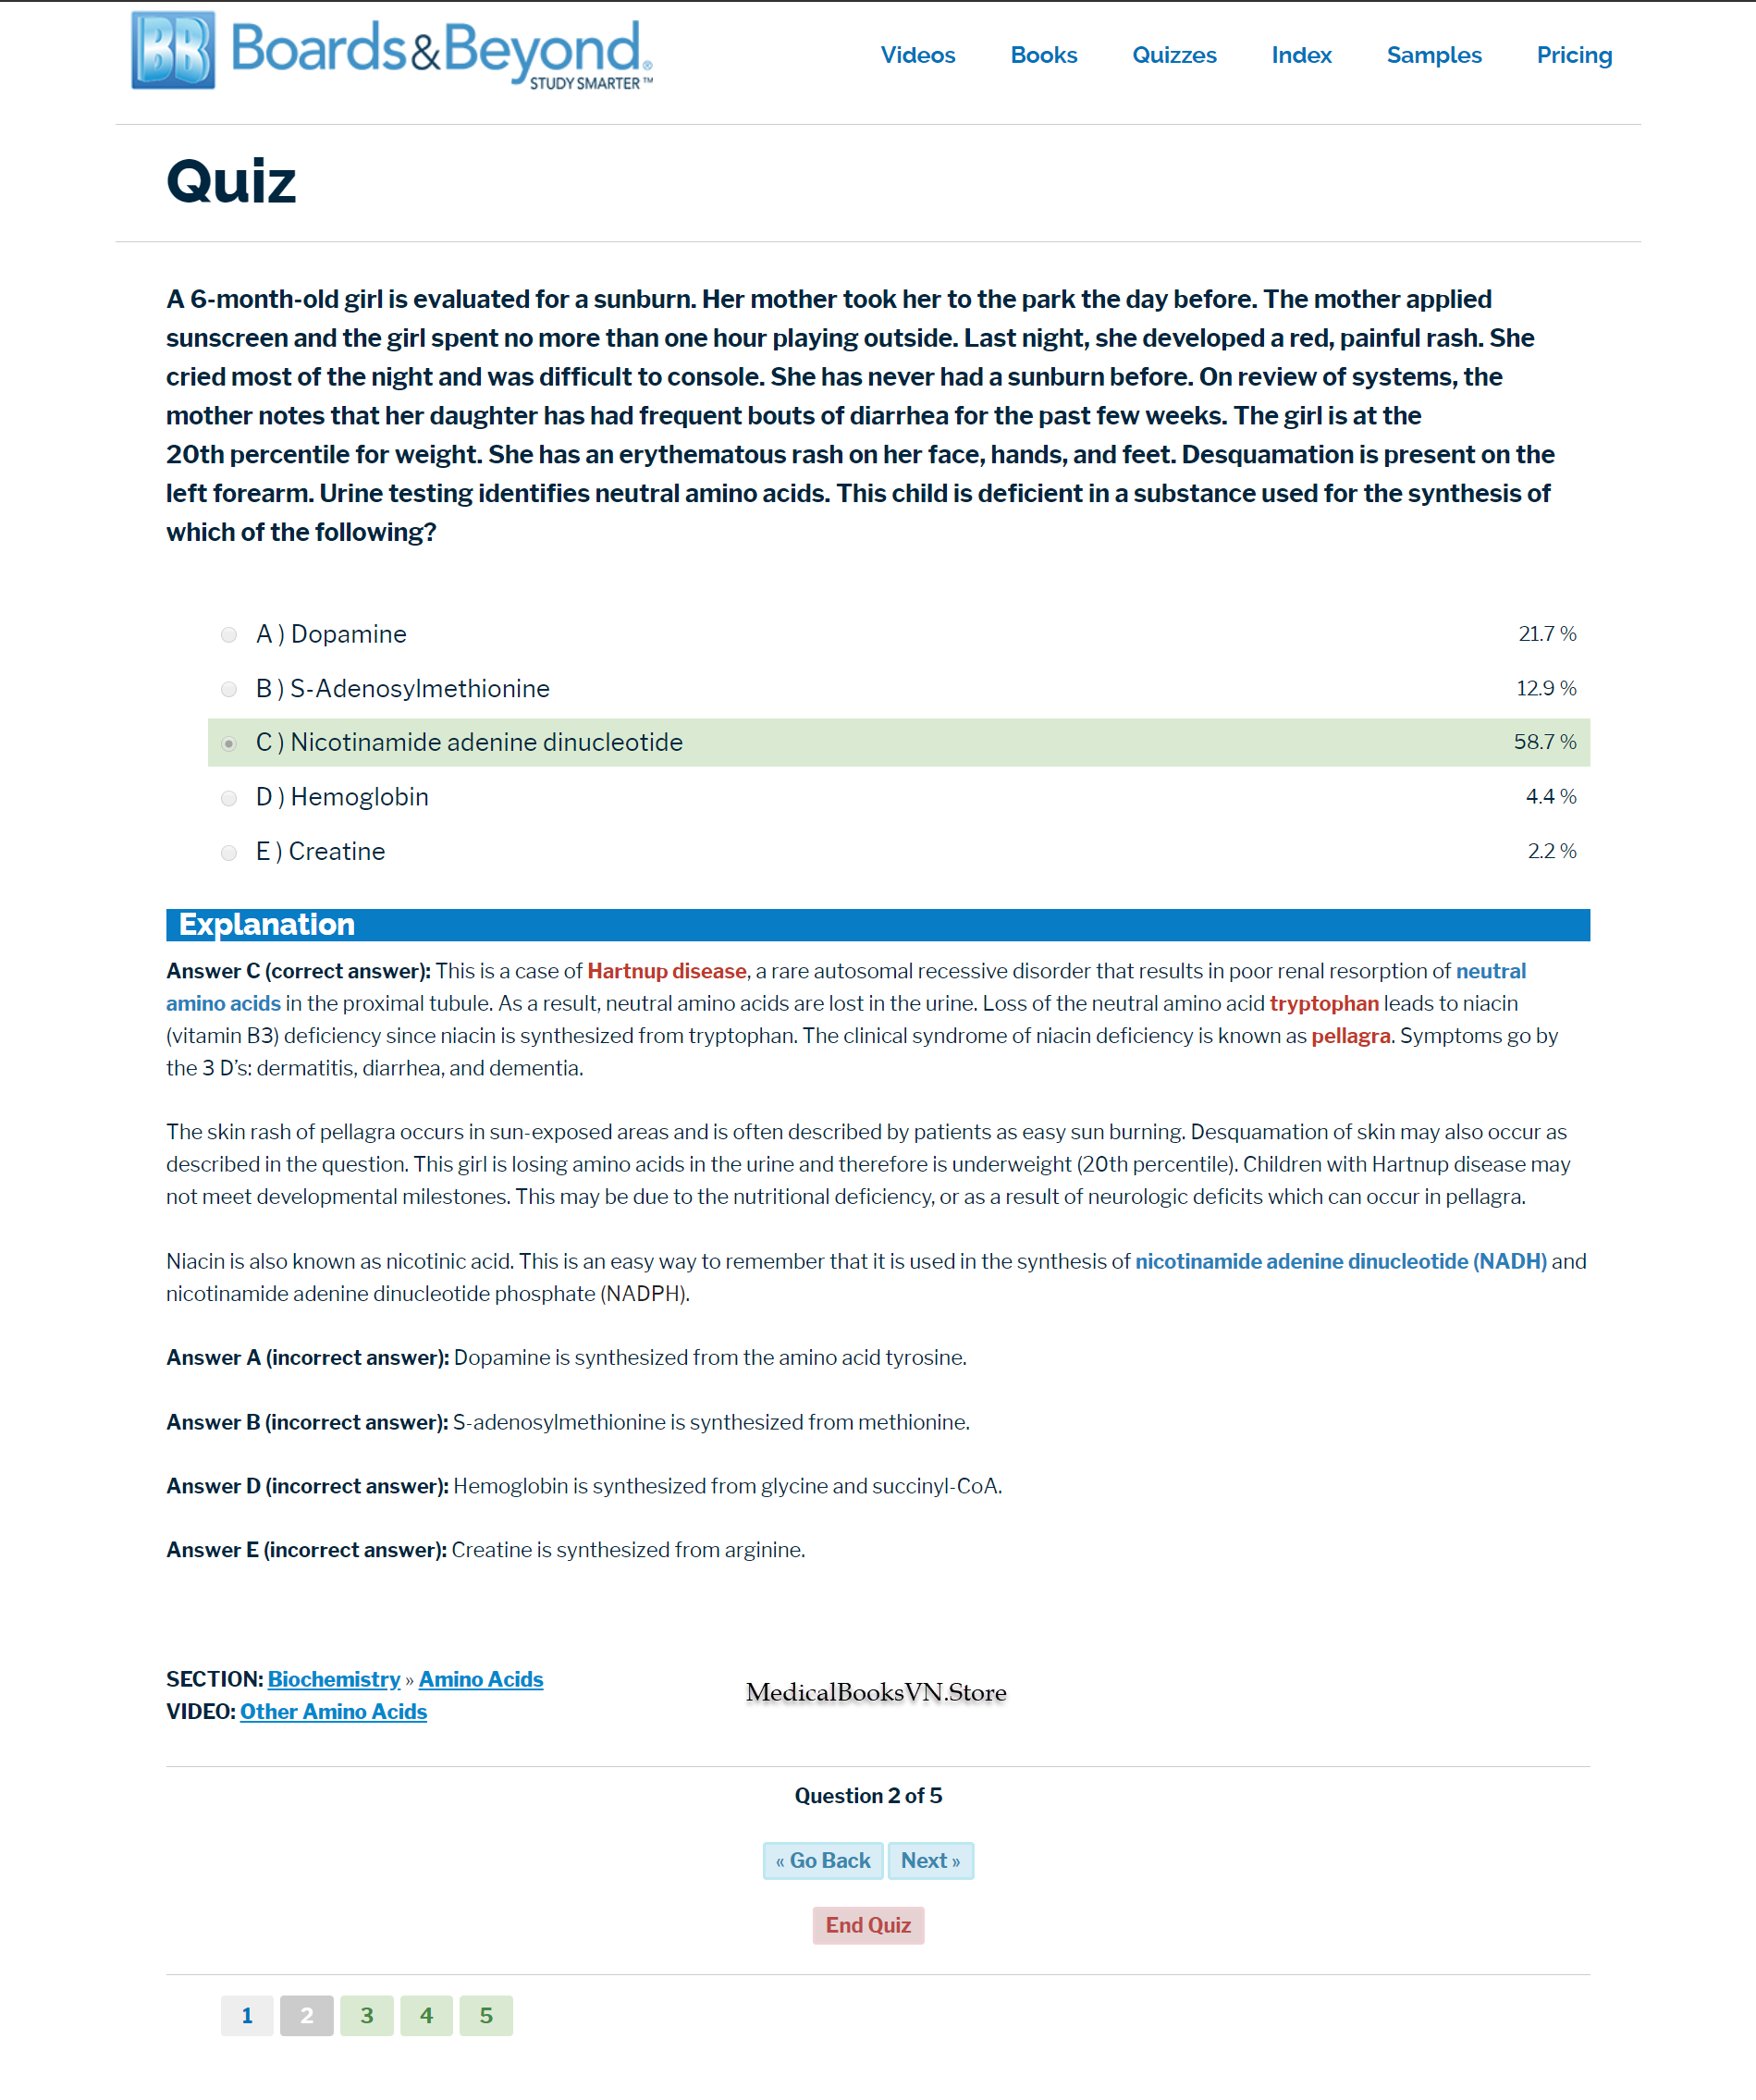 BB Boards&Beyond®
STUDY SMARTER™
Videos Books Quizzes Index Samples Pricing
Quiz
A 6-month-old girl is evaluated for a sunburn. Her mother took her to the park the day before. The mother applied
sunscreen and the girl spent no more than one hour playing outside. Last night, she developed a red, painful rash. She
cried most of the night and was difficult to console. She has never had a sunburn before. On review of systems, the
mother notes that her daughter has had frequent bouts of diarrhea for the past few weeks. The girl is at the
20th percentile for weight. She has an erythematous rash on her face, hands, and feet. Desquamation is present on the
left forearm. Urine testing identifies neutral amino acids. This child is deficient in a substance used for the synthesis of
which of the following?
A ) Dopamine 21.7 %
B ) S-Adenosylmethionine 12.9 %
C ) Nicotinamide adenine dinucleotide 58.7 %
D ) Hemoglobin 4.4 %
E ) Creatine 2.2 %
Explanation
Answer C (correct answer): This is a case of Hartnup disease, a rare autosomal recessive disorder that results in poor renal resorption of neutral
amino acids in the proximal tubule. As a result, neutral amino acids are lost in the urine. Loss of the neutral amino acid tryptophan leads to niacin
(vitamin B3) deficiency since niacin is synthesized from tryptophan. The clinical syndrome of niacin deficiency is known as pellagra. Symptoms go by
the 3 D's: dermatitis, diarrhea, and dementia.
The skin rash of pellagra occurs in sun-exposed areas and is often described by patients as easy sun burning. Desquamation of skin may also occur as
described in the question. This girl is losing amino acids in the urine and therefore is underweight (20th percentile). Children with Hartnup disease may
not meet developmental milestones. This may be due to the nutritional deficiency, or as a result of neurologic deficits which can occur in pellagra.
Niacin is also known as nicotinic acid. This is an easy way to remember that it is used in the synthesis of nicotinamide adenine dinucleotide (NADH) and
nicotinamide adenine dinucleotide phosphate (NADPH).
Answer A (incorrect answer): Dopamine is synthesized from the amino acid tyrosine.
Answer B (incorrect answer): S-adenosylmethionine is synthesized from methionine.
Answer D (incorrect answer): Hemoglobin is synthesized from glycine and succinyl-CoA.
Answer E (incorrect answer): Creatine is synthesized from arginine.
SECTION: Biochemistry » Amino Acids
VIDEO: Other Amino Acids
MedicalBooksVN.Store
Question 2 of 5
« Go Back Next »
End Quiz
1 2 3 4 5